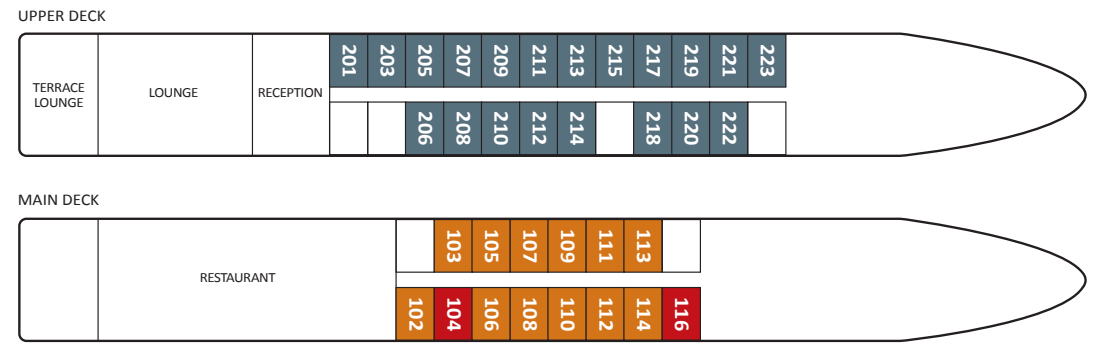 UPPER DECK
TERRACE
LOUNGE
LOUNGE
RECEPTION
201 203 205 207 209 211 213 215 217 219 221 223
206 208 210 212 214 218 220 222
MAIN DECK
RESTAURANT
103 105 107 109 111 113
102 104 106 108 110 112 114 116